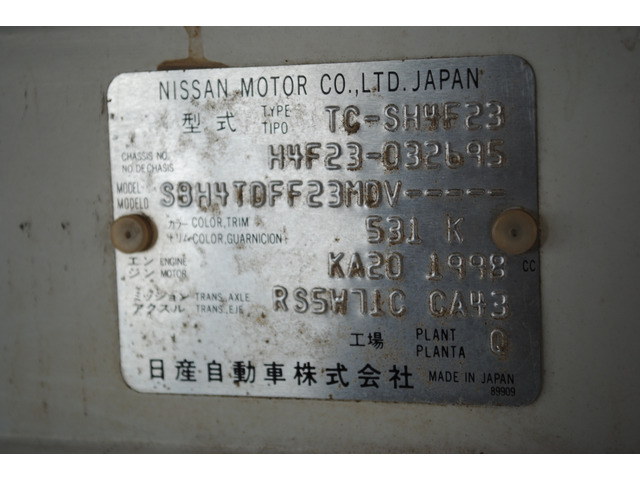 NISSAN MOTOR CO.,LTD. JAPAN
型式 TYPE TIPO TC-SH4F23
CHASSIS NO. NO DE CHASIS H4F23-032695
MODEL MODELO SBH4TDFF23MDV-----
カラー COLOR, TRIM トリム COLOR, GUARNICION 531 K
エンジン ENGINE MOTOR KA20 1998 CC
ミッション アクスル TRANS, AXLE TRANS, EJE RS5W71C CA43
工場 PLANT PLANTA Q
日産自動車株式会社 MADE IN JAPAN
89909